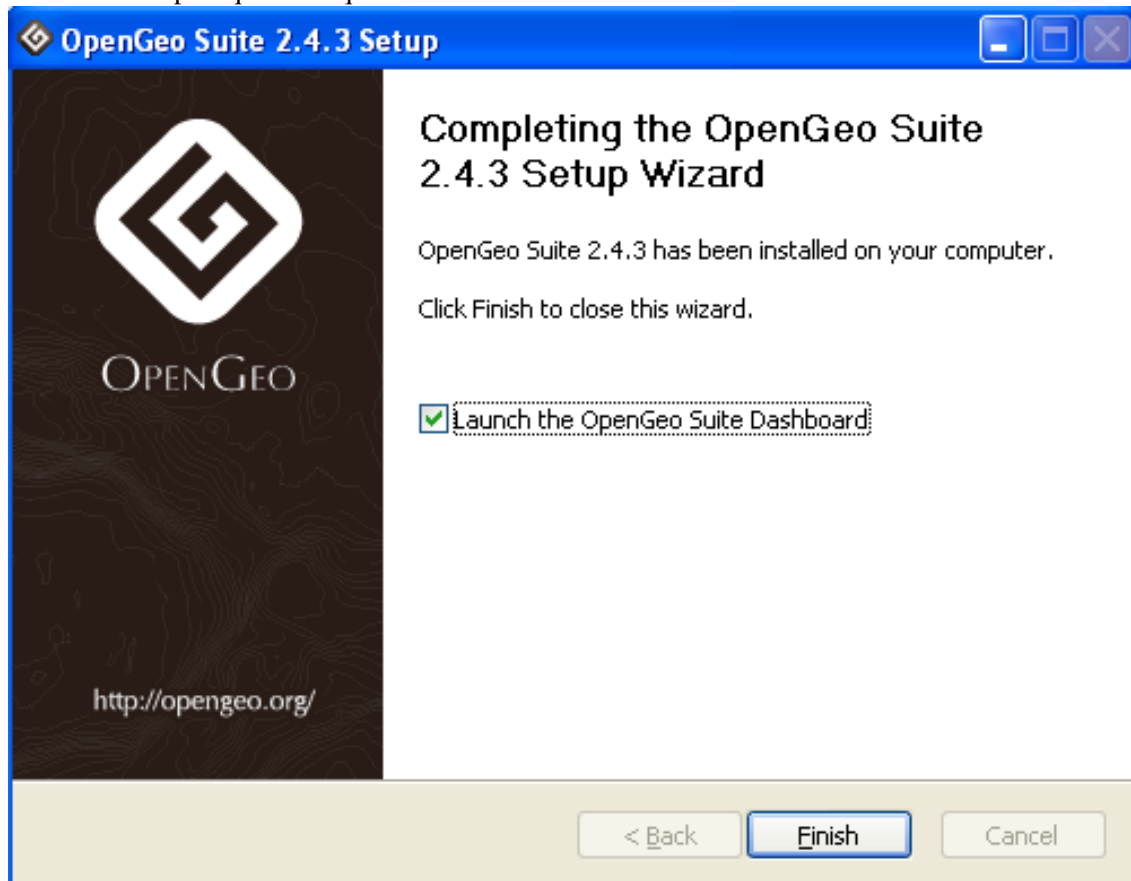 OpenGeo Suite 2.4.3 Setup
Completing the OpenGeo Suite
2.4.3 Setup Wizard
OpenGeo Suite 2.4.3 has been installed on your computer.
Click Finish to close this wizard.
OPENGEO
Launch the OpenGeo Suite Dashboard
http://opengeo.org/
< Back
Finish
Cancel